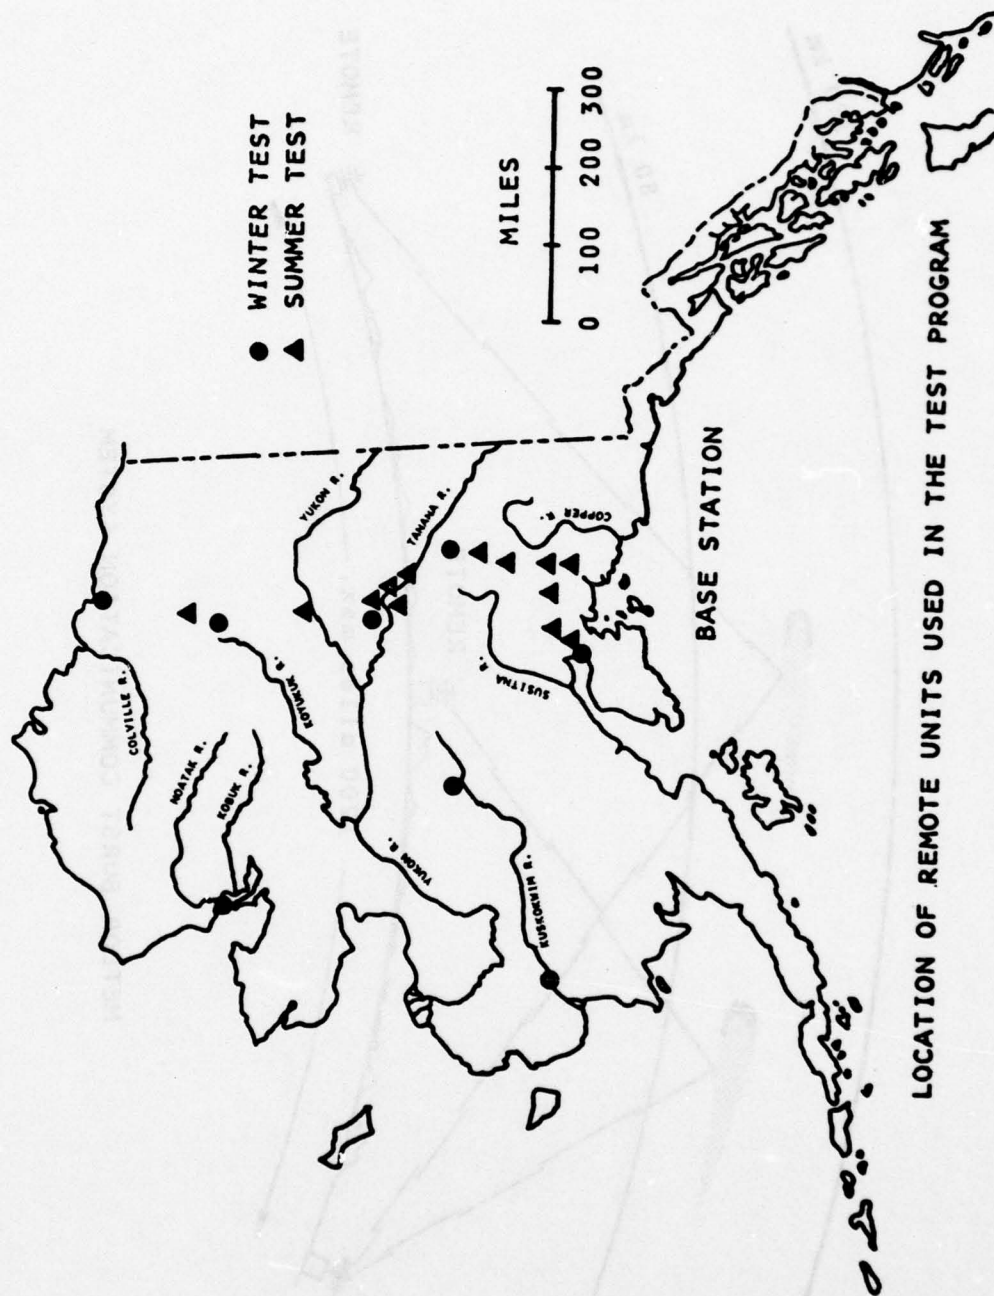 WINTER TEST
SUMMER TEST
MILES
0 100 200 300
COLVILLE R.
NOATAK R.
KOBUK R.
KOYUKUK R.
YUKON R.
TANANA R.
YUKON R.
KUSKOKWIM R.
SUSITNA R.
COPPER R.
BASE STATION
LOCATION OF REMOTE UNITS USED IN THE TEST PROGRAM